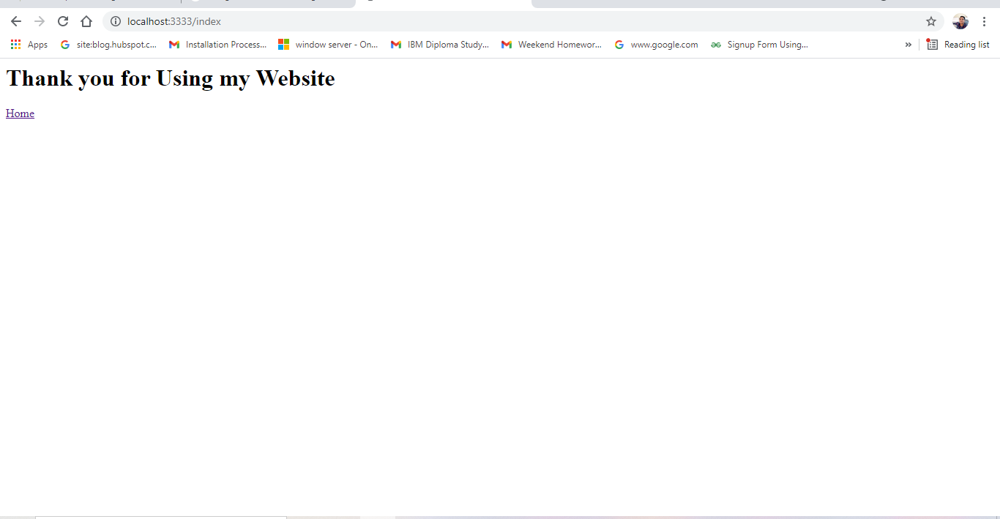 localhost:3333/index
Apps site:blog.hubspot.c... Installation Process... window server - On... IBM Diploma Study... Weekend Homewor... www.google.com Signup Form Using... » Reading list
Thank you for Using my Website
Home